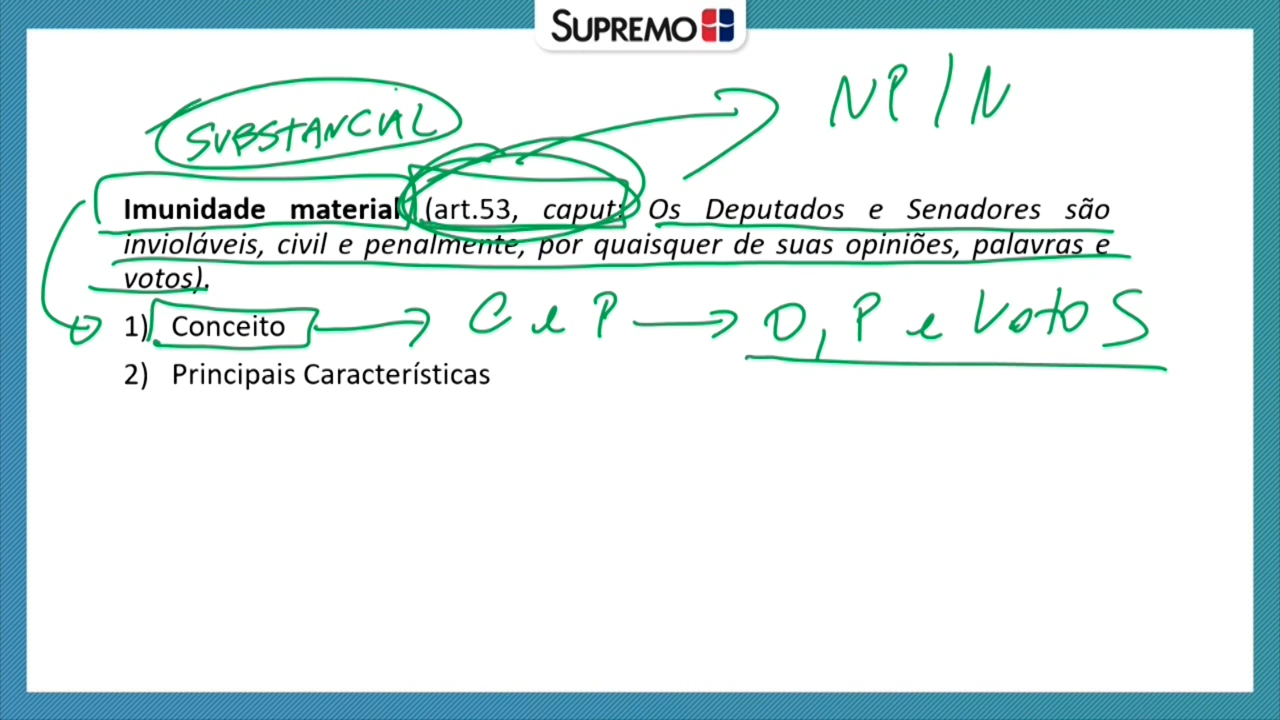 SUPREMO
NP / N
SUBSTANCIAL
Imunidade material (art.53, caput: Os Deputados e Senadores são
invioláveis, civil e penalmente, por quaisquer de suas opiniões, palavras e
votos).
1) Conceito → C e P → O, P e VotoS
2) Principais Características